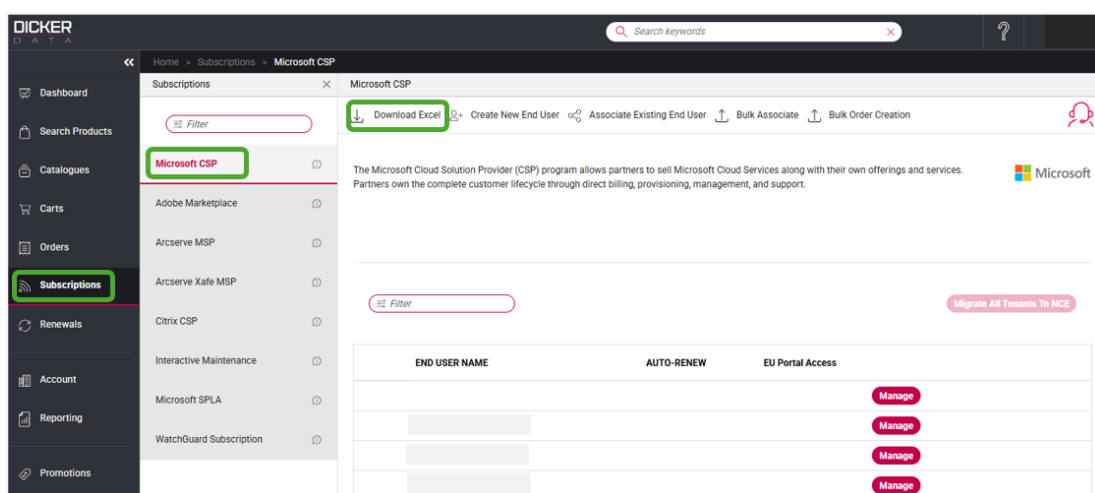 DICKER
DATA
Search keywords
Home > Subscriptions > Microsoft CSP
Dashboard
Search Products
Catalogues
Carts
Orders
Subscriptions
Renewals
Account
Reporting
Promotions
Subscriptions
Filter
Microsoft CSP
Adobe Marketplace
Arcserve MSP
Arcserve Xafe MSP
Citrix CSP
Interactive Maintenance
Microsoft SPLA
WatchGuard Subscription
Microsoft CSP
Download Excel Create New End User Associate Existing End User Bulk Associate Bulk Order Creation
The Microsoft Cloud Solution Provider (CSP) program allows partners to sell Microsoft Cloud Services along with their own offerings and services.
Partners own the complete customer lifecycle through direct billing, provisioning, management, and support.
Microsoft
Filter
Migrate All Tenants To NCE
END USER NAME AUTO-RENEW EU Portal Access
Manage
Manage
Manage
Manage